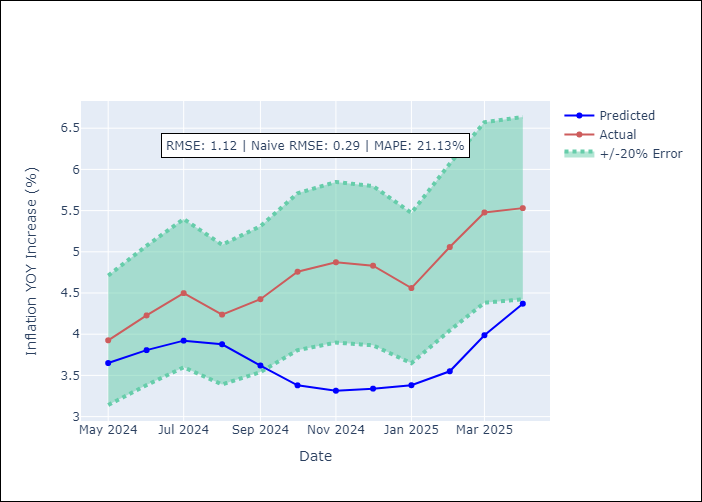 Predicted
Actual
+/-20% Error
RMSE: 1.12 | Naive RMSE: 0.29 | MAPE: 21.13%
6.5
6
5.5
5
4.5
4
3.5
3
Inflation YOY Increase (%)
May 2024 Jul 2024 Sep 2024 Nov 2024 Jan 2025 Mar 2025
Date